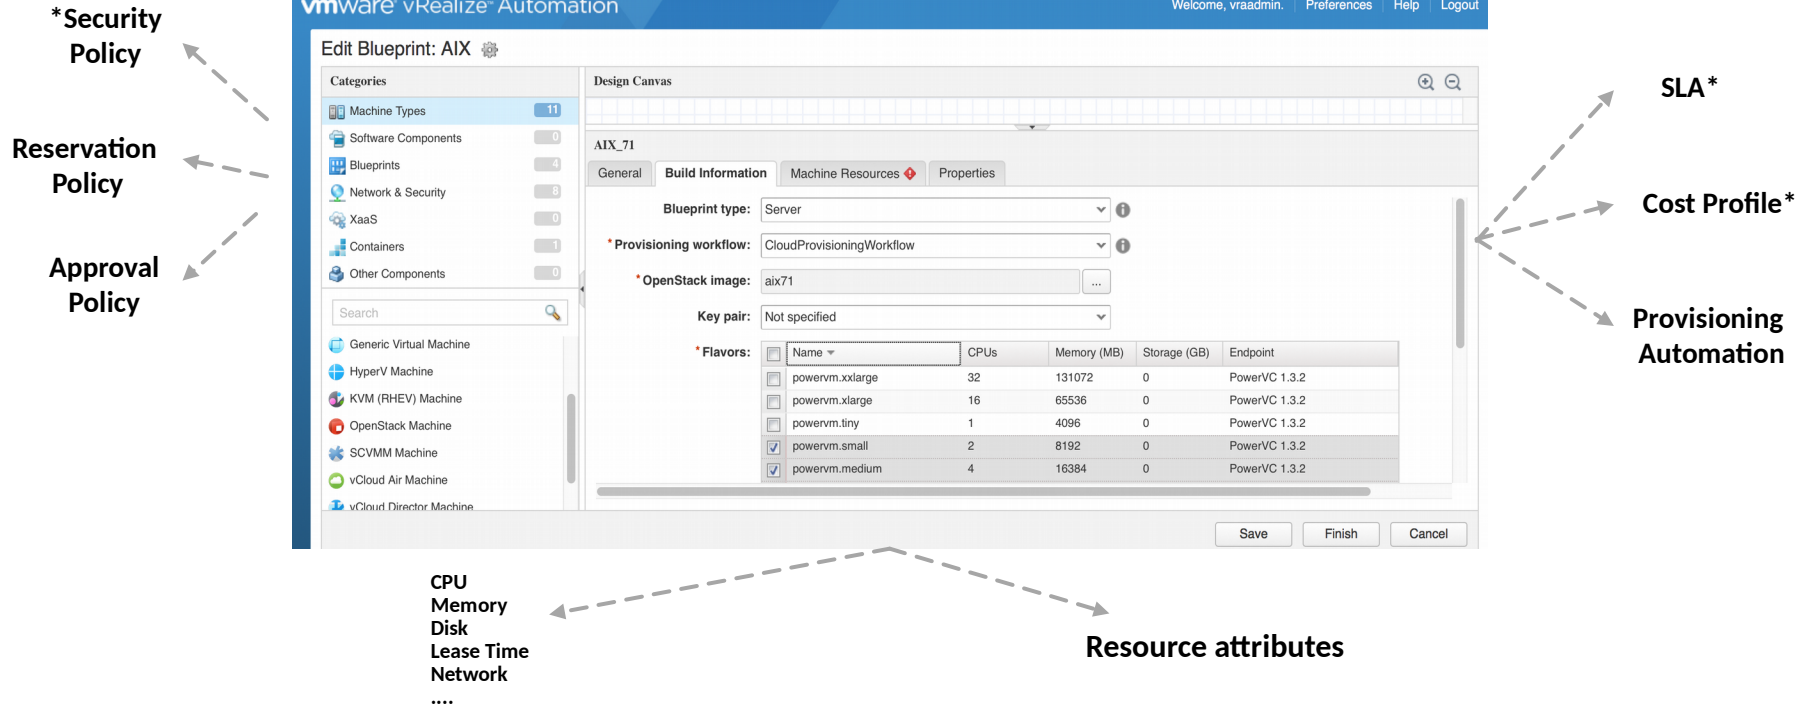 *Security
Policy
Reservation
Policy
Approval
Policy
vmware vRealize Automation
Welcome, vraadmin. Preferences Help Logout
Edit Blueprint: AIX
Categories
Machine Types 11
Software Components 0
Blueprints 4
Network & Security 8
XaaS 0
Containers 1
Other Components 0
Search
Generic Virtual Machine
HyperV Machine
KVM (RHEV) Machine
OpenStack Machine
SCVMM Machine
vCloud Air Machine
vCloud Director Machine
Design Canvas
AIX_71
General Build Information Machine Resources Properties
Blueprint type: Server
* Provisioning workflow: CloudProvisioningWorkflow
* OpenStack image: aix71 ...
Key pair: Not specified
* Flavors: Name CPUs Memory (MB) Storage (GB) Endpoint
powervm.xxlarge 32 131072 0 PowerVC 1.3.2
powervm.xlarge 16 65536 0 PowerVC 1.3.2
powervm.tiny 1 4096 0 PowerVC 1.3.2
powervm.small 2 8192 0 PowerVC 1.3.2
powervm.medium 4 16384 0 PowerVC 1.3.2
Save Finish Cancel
SLA*
Cost Profile*
Provisioning
Automation
CPU
Memory
Disk
Lease Time
Network
....
Resource attributes